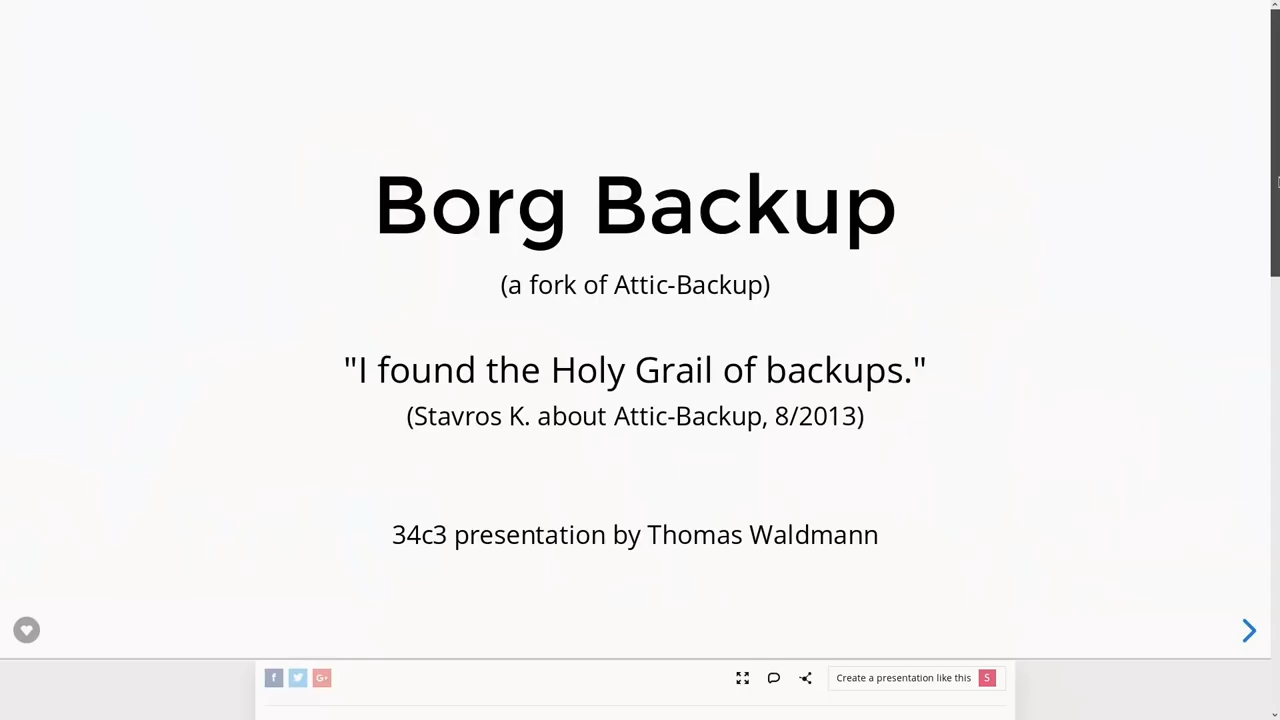 Borg Backup
(a fork of Attic-Backup)
"I found the Holy Grail of backups."
(Stavros K. about Attic-Backup, 8/2013)
34c3 presentation by Thomas Waldmann
f G+ Create a presentation like this S